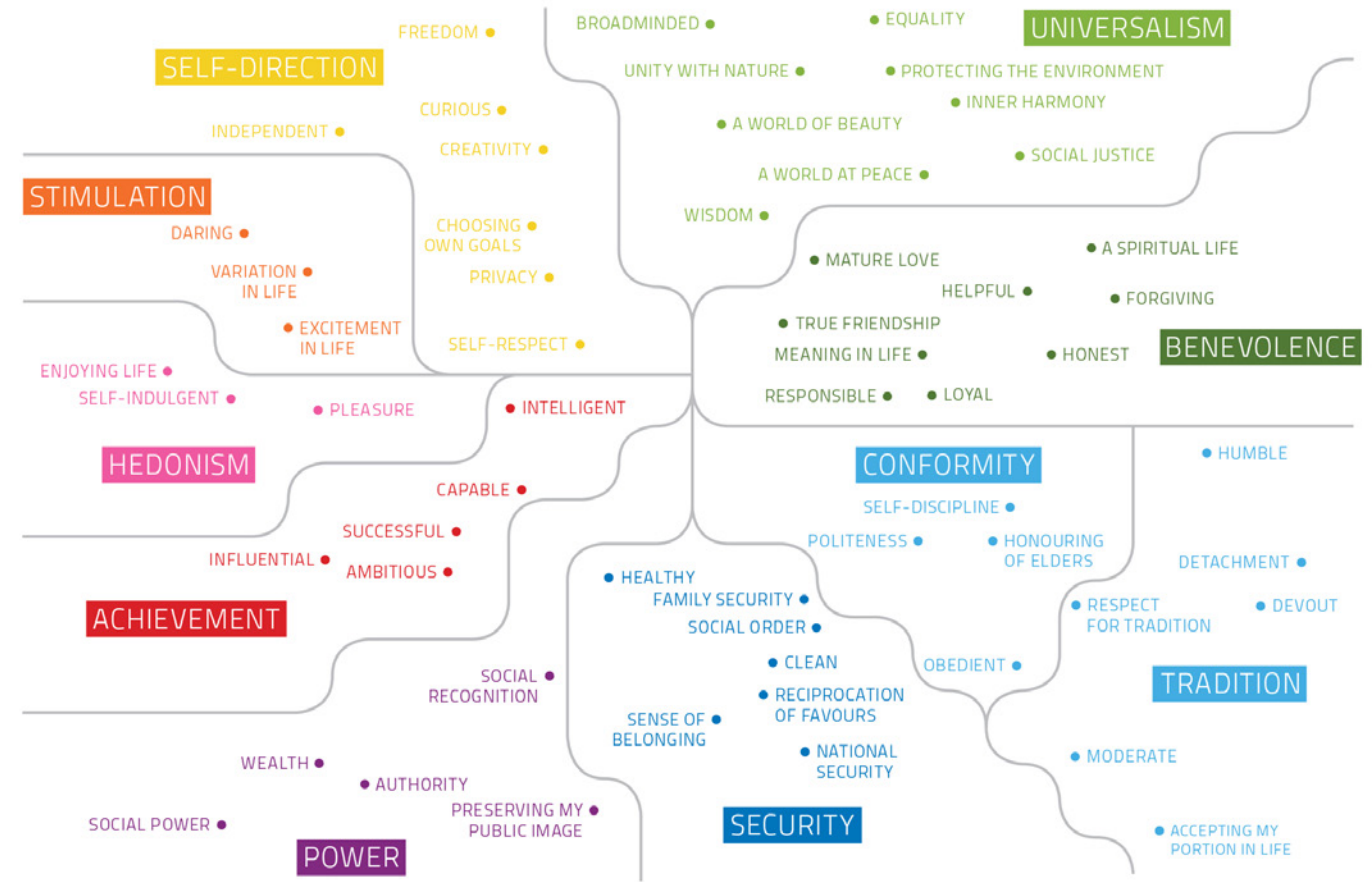 SELF-DIRECTION
FREEDOM
CURIOUS
INDEPENDENT
CREATIVITY
CHOOSING
OWN GOALS
PRIVACY
SELF-RESPECT
UNIVERSALISM
BROADMINDED
EQUALITY
UNITY WITH NATURE
PROTECTING THE ENVIRONMENT
INNER HARMONY
A WORLD OF BEAUTY
SOCIAL JUSTICE
A WORLD AT PEACE
WISDOM
STIMULATION
DARING
VARIATION
IN LIFE
EXCITEMENT
IN LIFE
BENEVOLENCE
A SPIRITUAL LIFE
MATURE LOVE
HELPFUL
FORGIVING
TRUE FRIENDSHIP
MEANING IN LIFE
HONEST
RESPONSIBLE
LOYAL
ENJOYING LIFE
SELF-INDULGENT
PLEASURE
HEDONISM
INTELLIGENT
CAPABLE
SUCCESSFUL
INFLUENTIAL
AMBITIOUS
ACHIEVEMENT
CONFORMITY
SELF-DISCIPLINE
POLITENESS
HONOURING
OF ELDERS
OBEDIENT
HUMBLE
DETACHMENT
RESPECT
FOR TRADITION
DEVOUT
TRADITION
MODERATE
ACCEPTING MY
PORTION IN LIFE
HEALTHY
FAMILY SECURITY
SOCIAL ORDER
CLEAN
RECIPROCATION
OF FAVOURS
SENSE OF
BELONGING
NATIONAL
SECURITY
SECURITY
SOCIAL
RECOGNITION
WEALTH
AUTHORITY
PRESERVING MY
PUBLIC IMAGE
SOCIAL POWER
POWER